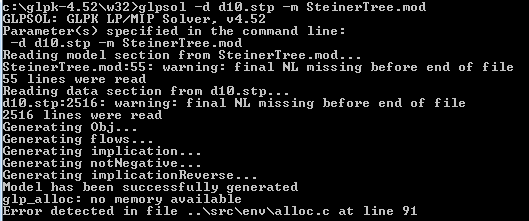 c:\glpk-4.52\w32>glpsol -d d10.stp -m SteinerTree.mod
GLPSOL: GLPK LP/MIP Solver, v4.52
Parameter(s) specified in the command line:
 -d d10.stp -m SteinerTree.mod
Reading model section from SteinerTree.mod...
SteinerTree.mod:55: warning: final NL missing before end of file
55 lines were read
Reading data section from d10.stp...
d10.stp:2516: warning: final NL missing before end of file
2516 lines were read
Generating Obj...
Generating flows...
Generating implication...
Generating notNegative...
Generating implicationReverse...
Model has been successfully generated
glp_alloc: no memory available
Error detected in file ..\src\env\alloc.c at line 91